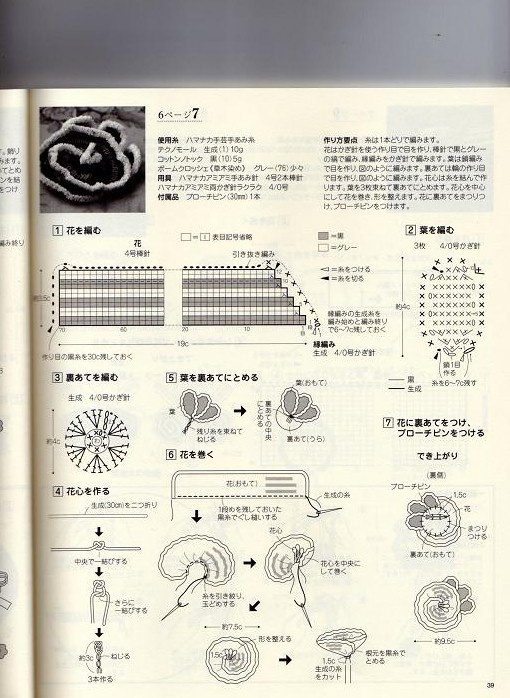 6ページ7
使用糸 ハマナカ手芸手あみ糸
テクノモール 生成(1)10g
コットンノック 黒(10)5g
ポームクロッシェ《草木染め》 グレー(76)少々
用具 ハマナカアミアミ手あみ針 4号2本棒針
ハマナカアミアミ両かぎ針ラクラク 4/0号
付属品 ブローチピン(30mm)1本
作り方要点 糸は1本どりで編みます。
花はかぎ針を使う作り目で目を作り、棒針で黒とグレー
の縞で編み、縁編みをかぎ針で編みます。葉は鎖編み
で目を作り、図のように編みます。裏あては輪の作り目
で目を作り、図のように編みます。花心は糸を結んで作
ります。葉を3枚束ねて裏あてにとめます。花心を中心
にして花を巻き、形を整えます。花に裏あてをまつりつ
け、ブローチピンをつけます。
1 花を編む
花
4号棒針
□=│表目記号省略
引き抜き編み
=黒
=グレー
=糸をつける
=糸を切る
縁編みの生成糸を
編み始めと編み終り
で6~7c残しておく
70
60
10
1
19c
作り目の黒糸を30c残しておく
縁編み
生成 4/0号かぎ針
2 葉を編む
3枚 4/0号かぎ針
約4c
鎖1目
作る
黒
生成
糸を6~7c残す
3 裏あてを編む
生成 4/0号かぎ針
約4c
4 花心を作る
生成(30cm)を二つ折り
中央で一結びする
さらに
一結びする
約3c
ねじる
3本作る
5 葉を裏あてにとめる
葉
残り糸を束ねて
ねじる
裏あての中央
にとめる
葉(おもて)
裏あて(うら)
6 花を巻く
花(おもて)
生成の糸
1段めを残しておいた
黒糸でぐし縫いする
糸を引き絞り、
玉どめする
花心
花心を中央に
して巻く
約7.5c
形を整える
1.5c
1.5c
生成の糸
をカット
根元を黒糸で
とめる
7 花に裏あてをつけ、
ブローチピンをつける
でき上がり
(裏側)
ブローチピン
1.5c
花
まつり
つける
裏あて(おもて)
約9.5c
39